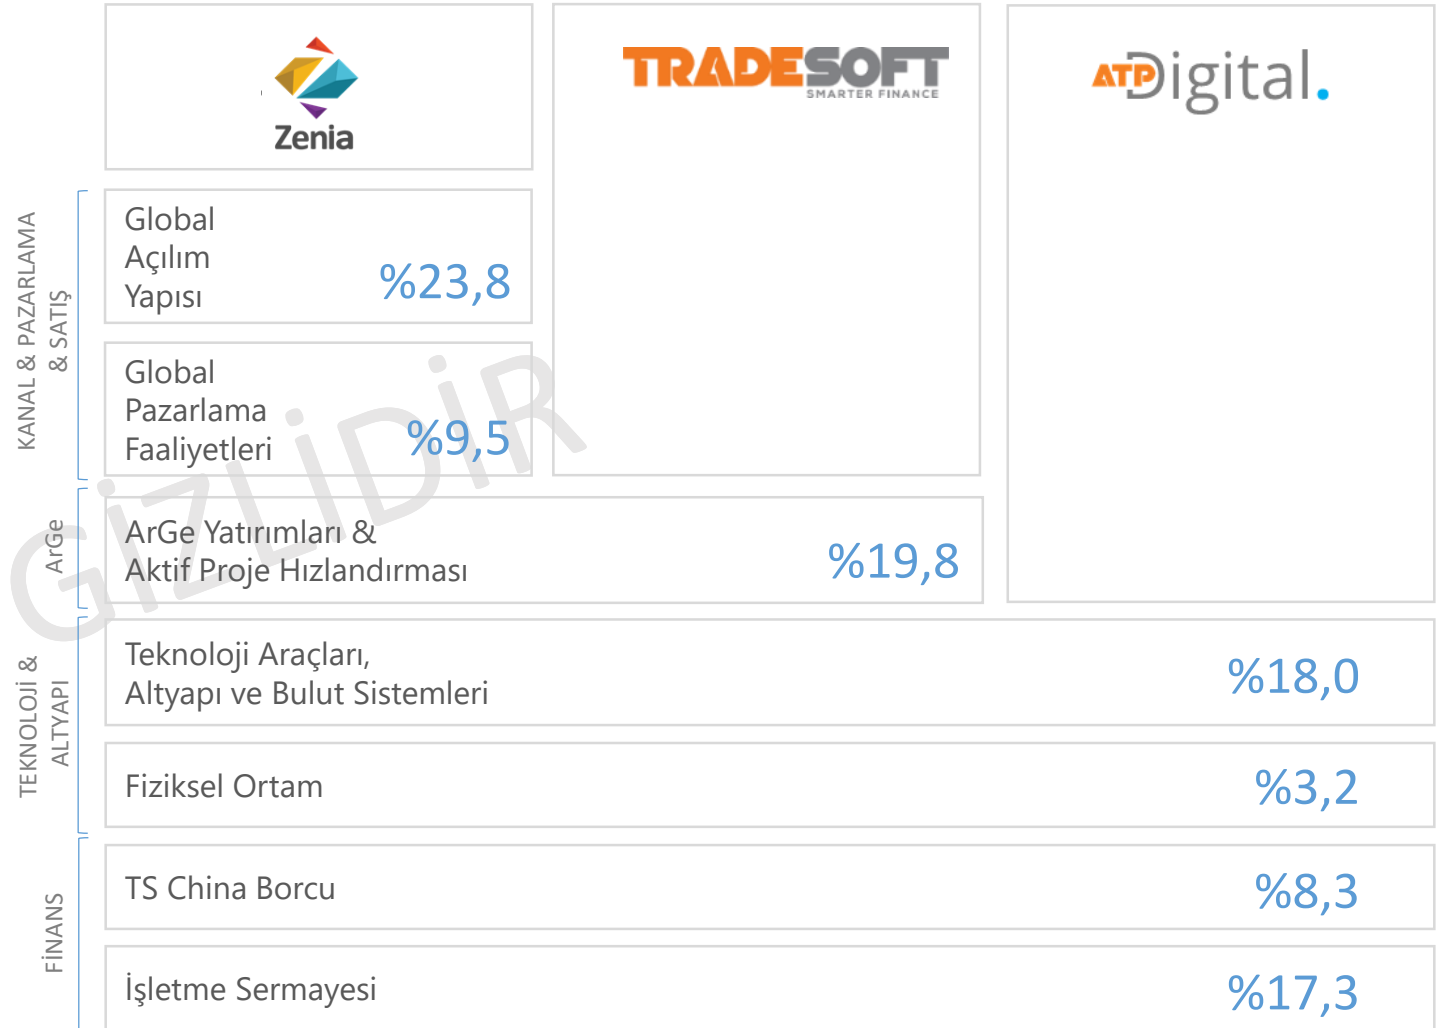 Zenia
TRADESOFT
SMARTER FINANCE
ATP Digital.
KANAL & PAZARLAMA
& SATIŞ
Global
Açılım
Yapısı
%23,8
Global
Pazarlama
Faaliyetleri
%9,5
GİZLİDİR
ArGe
ArGe Yatırımları &
Aktif Proje Hızlandırması
%19,8
TEKNOLOJİ &
ALTYAPI
Teknoloji Araçları,
Altyapı ve Bulut Sistemleri
%18,0
Fiziksel Ortam
%3,2
FİNANS
TS China Borcu
%8,3
İşletme Sermayesi
%17,3